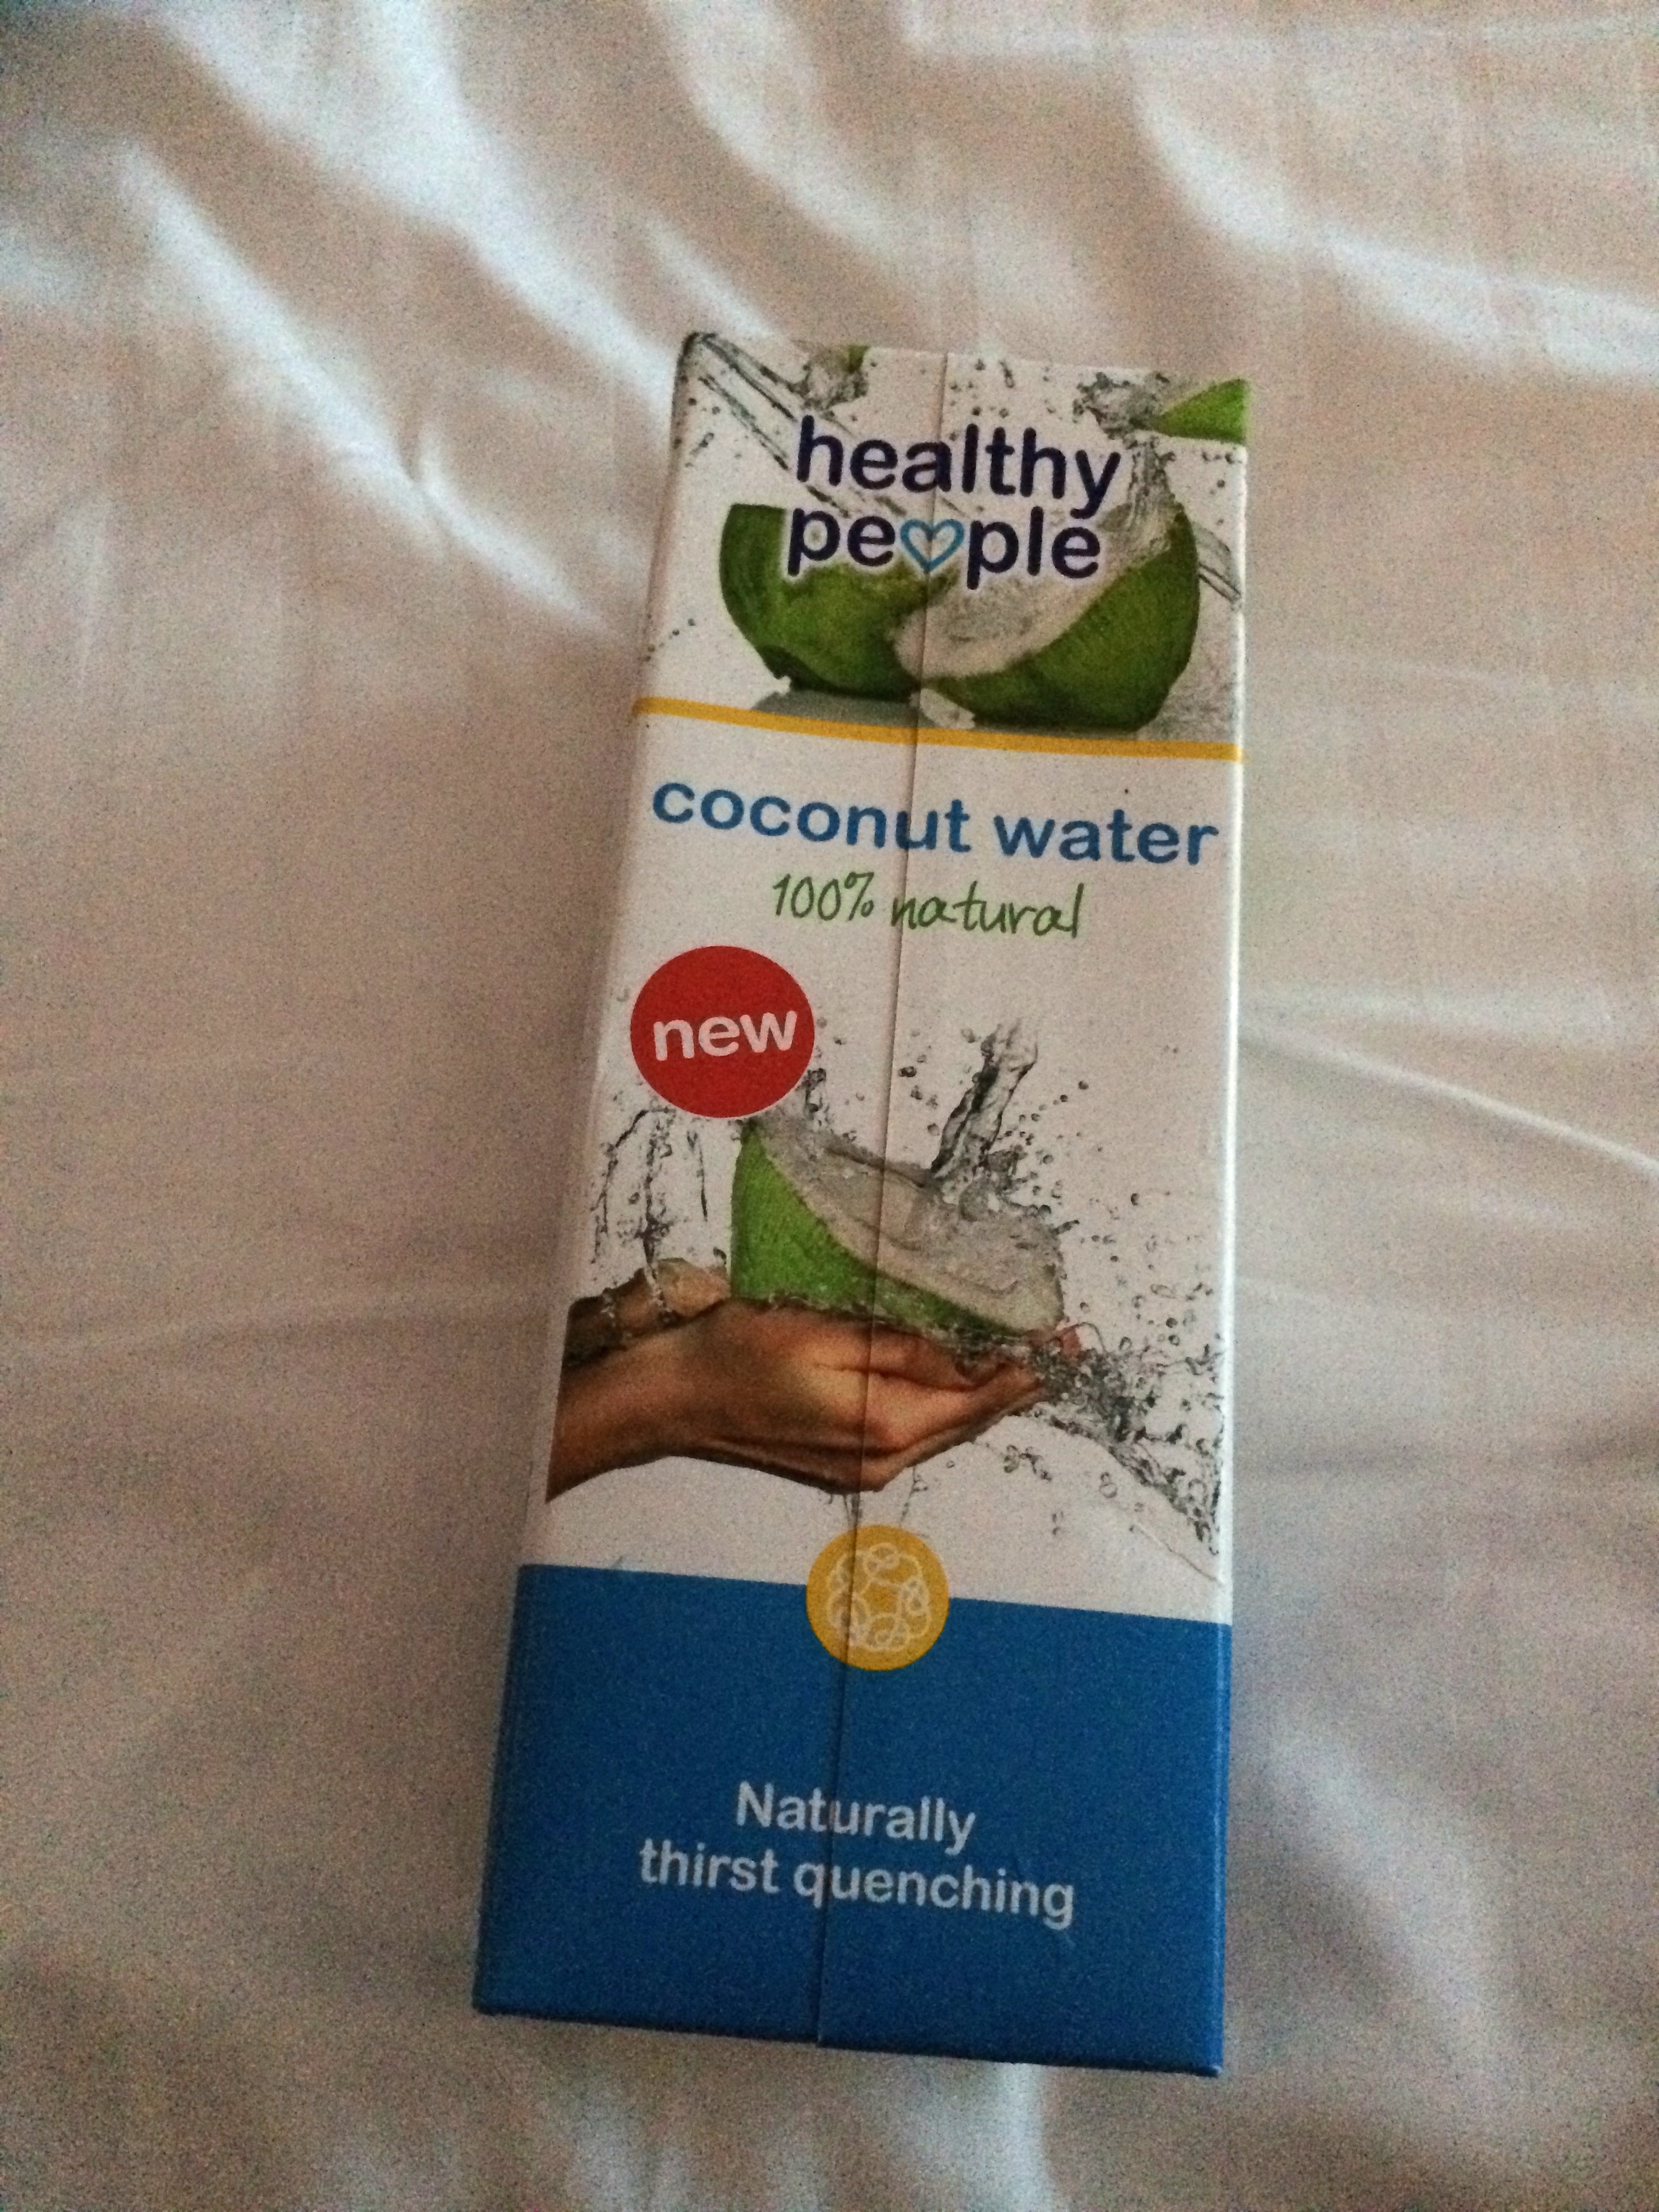 healthy
people
coconut water
100% natural
new
Naturally
thirst quenching